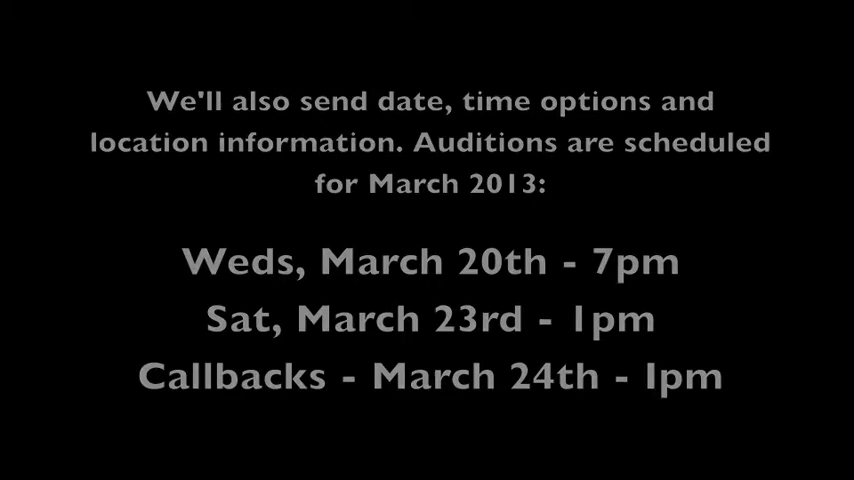 We'll also send date, time options and
location information. Auditions are scheduled
for March 2013:
Weds, March 20th - 7pm
Sat, March 23rd - 1pm
Callbacks - March 24th - 1pm